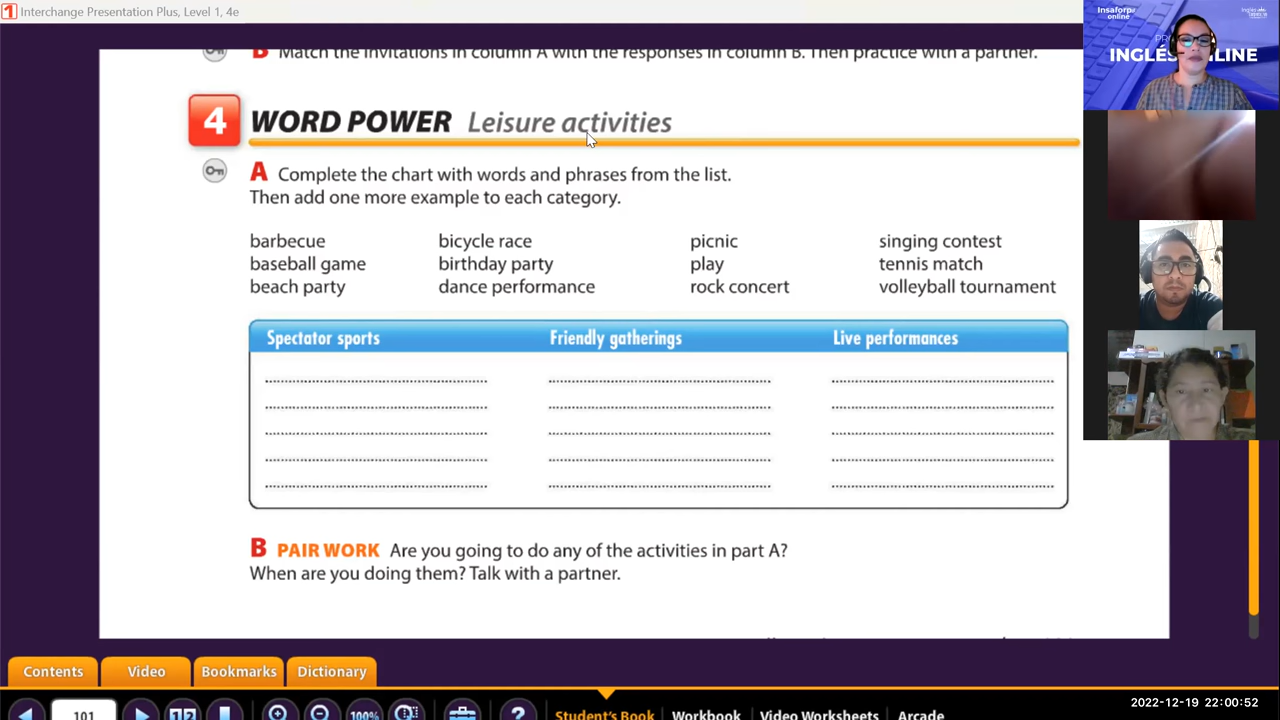 Interchange Presentation Plus, Level 1, 4e
B Match the invitations in column A with the responses in column B. Then practice with a partner.
4 WORD POWER Leisure activities
A Complete the chart with words and phrases from the list.
Then add one more example to each category.
barbecue bicycle race picnic singing contest
baseball game birthday party play tennis match
beach party dance performance rock concert volleyball tournament
Spectator sports Friendly gatherings Live performances
B PAIR WORK Are you going to do any of the activities in part A?
When are you doing them? Talk with a partner.
Contents Video Bookmarks Dictionary
101 100% ? Student's Book Workbook Video Worksheets Arcade
Insaforp
online
INGLÉS ONLINE
2022-12-19 22:00:52